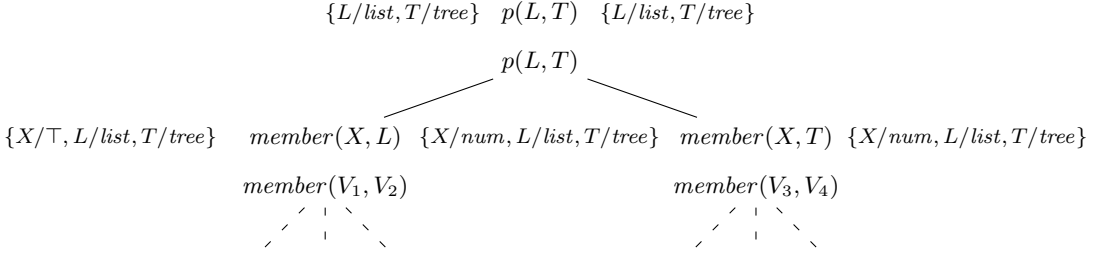 {L/list, T/tree} p(L, T) {L/list, T/tree}
p(L, T)
{X/⊤, L/list, T/tree} member(X, L) {X/num, L/list, T/tree} member(X, T) {X/num, L/list, T/tree}
member(V₁, V₂) member(V₃, V₄)